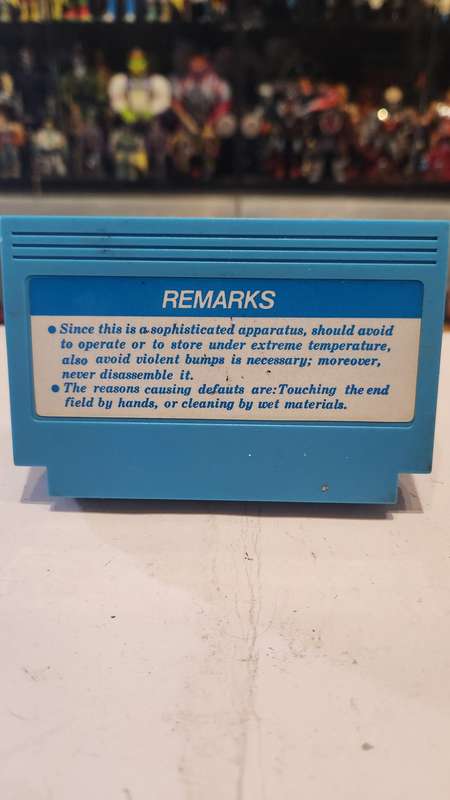 REMARKS
● Since this is a sophisticated apparatus, should avoid
to operate or to store under extreme temperature,
also avoid violent bumps is necessary; moreover,
never disassemble it.
● The reasons causing defauts are: Touching the end
field by hands, or cleaning by wet materials.